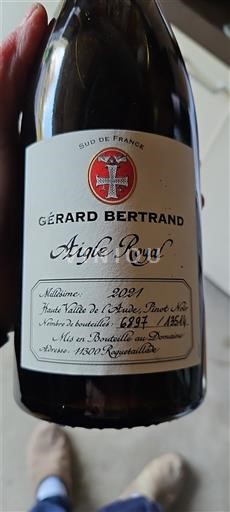 SUD DE FRANCE
GÉRARD BERTRAND
Aigle Royal
Millésime: 2021
Haute Vallée de l'Aude, Pinot Noir
Nombre de bouteilles: 6897 / 13514
Mis en Bouteille au Domaine
Adresse: 11300 Roquetaillade